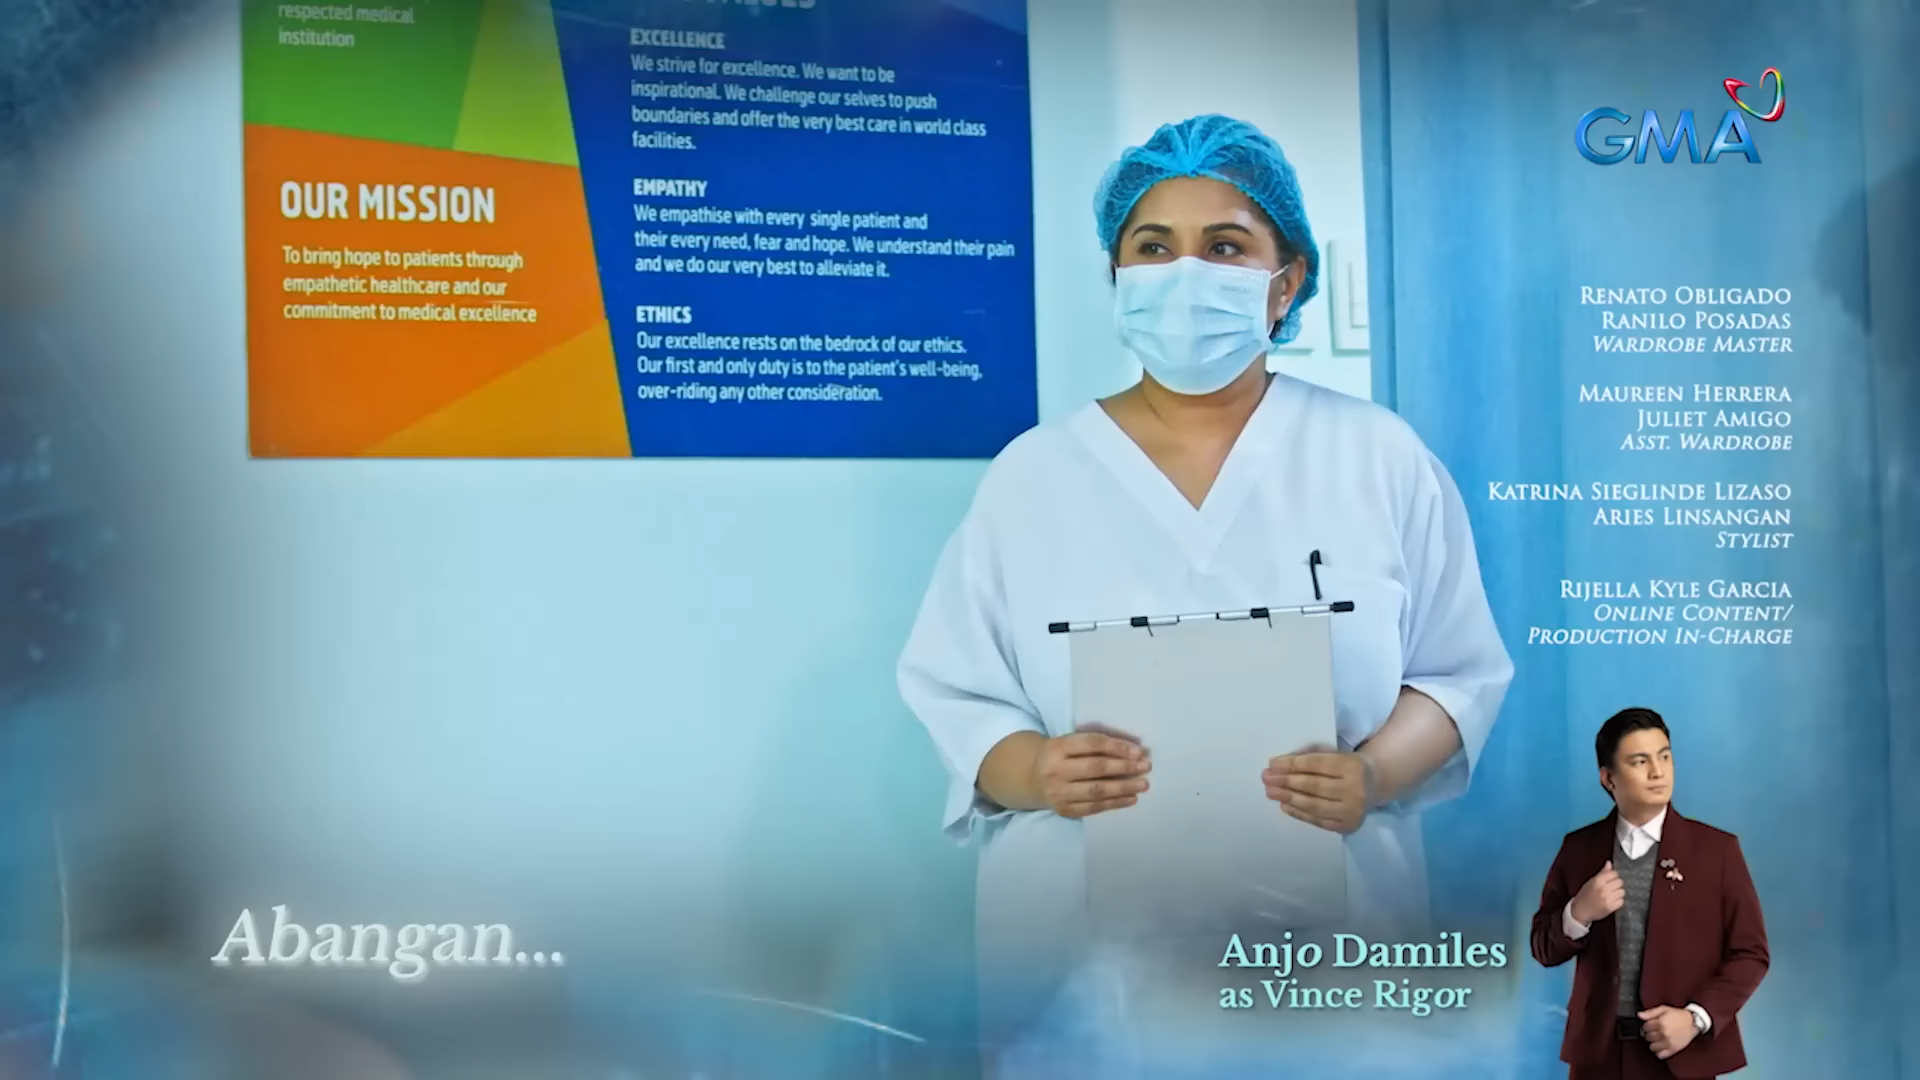 respected medical
institution
OUR MISSION
To bring hope to patients through
empathetic healthcare and our
commitment to medical excellence
EXCELLENCE
We strive for excellence. We want to be
inspirational. We challenge our selves to push
boundaries and offer the very best care in world class
facilities.
EMPATHY
We empathise with every single patient and
their every need, fear and hope. We understand their pain
and we do our very best to alleviate it.
ETHICS
Our excellence rests on the bedrock of our ethics.
Our first and only duty is to the patient's well-being,
over-riding any other consideration.
GMA
RENATO OBLIGADO
RANILO POSADAS
WARDROBE MASTER
MAUREEN HERRERA
JULIET AMIGO
ASST. WARDROBE
KATRINA SIEGLINDE LIZASO
ARIES LINSANGAN
STYLIST
RIJELLA KYLE GARCIA
ONLINE CONTENT/
PRODUCTION IN-CHARGE
Abangan...
Anjo Damiles
as Vince Rigor